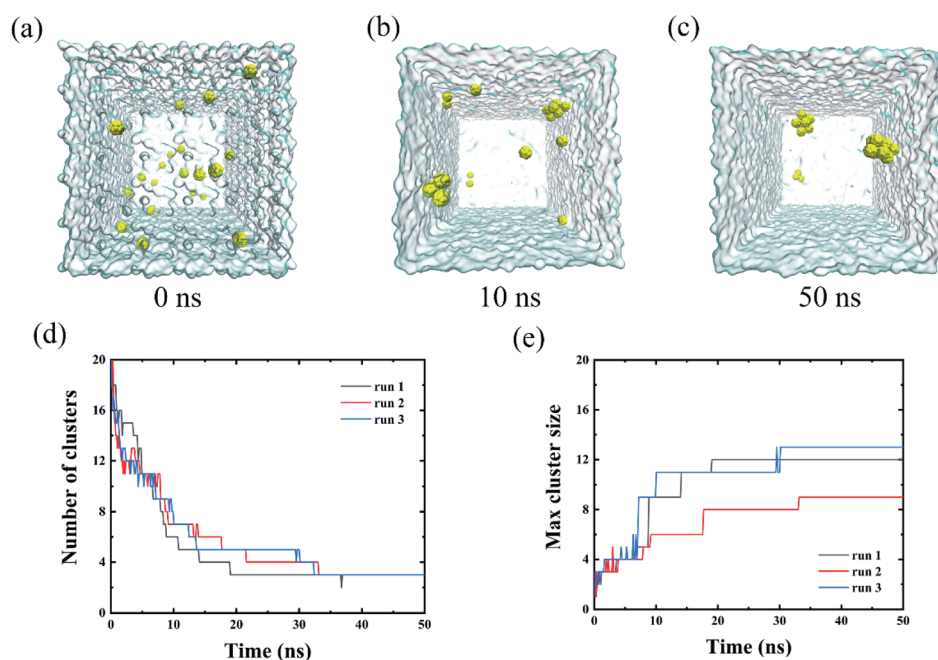 (a)
(b)
(c)
0 ns
10 ns
50 ns
(d)
20
16
12
8
4
0
Number of clusters
run 1
run 2
run 3
0
10
20
30
40
50
Time (ns)
(e)
20
16
12
8
4
0
Max cluster size
run 1
run 2
run 3
0
10
20
30
40
50
Time (ns)